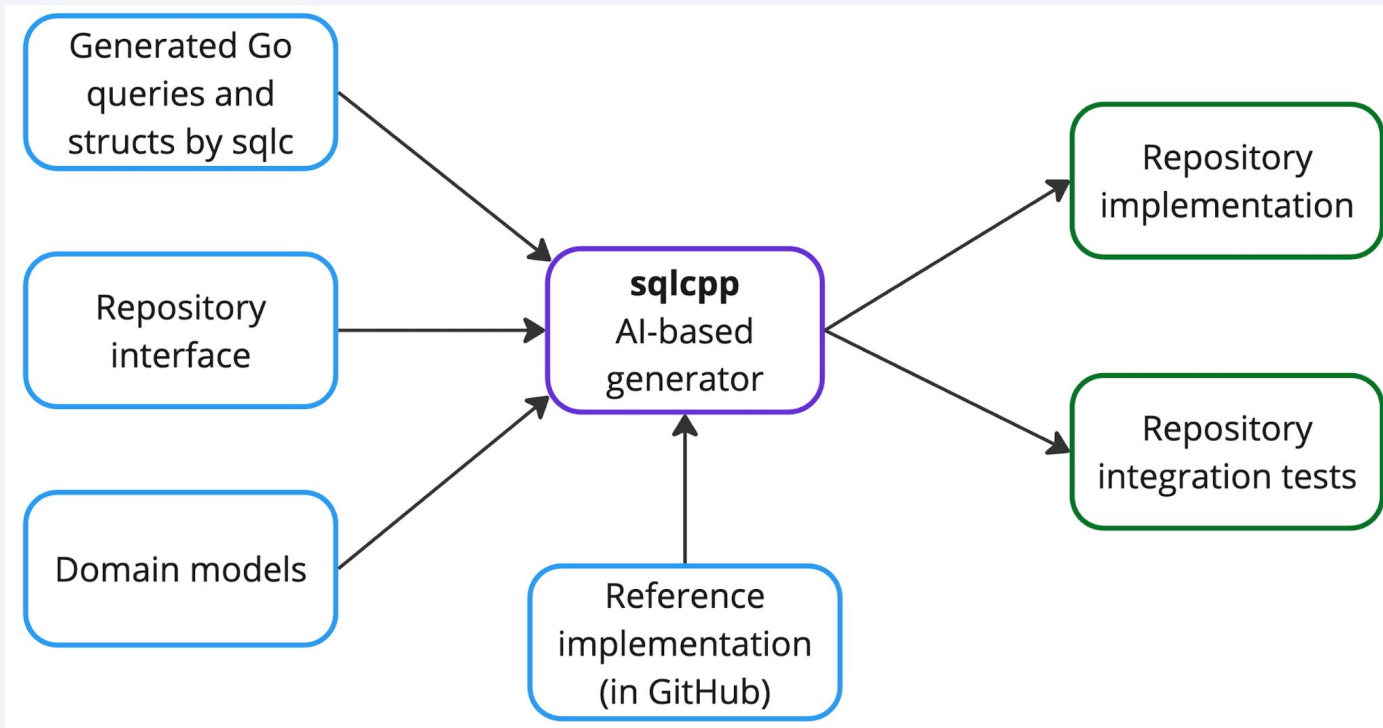 Generated Go
queries and
structs by sqlc
Repository
interface
Domain models
sqlcpp
AI-based
generator
Reference
implementation
(in GitHub)
Repository
implementation
Repository
integration tests